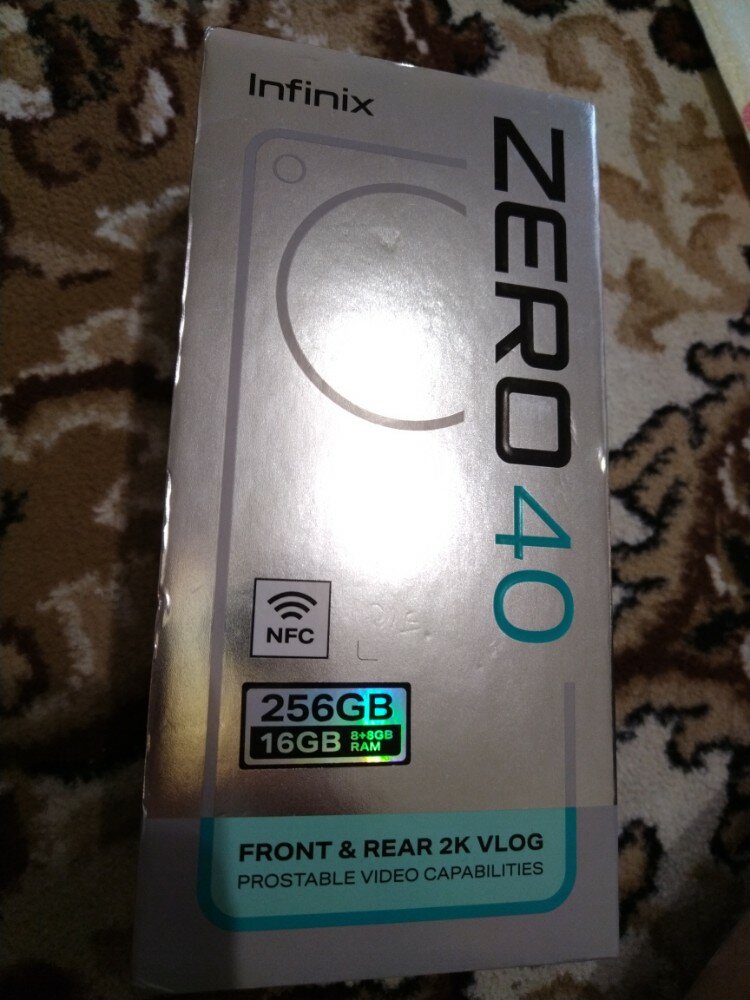 Infinix
ZERO 40
NFC
256GB
16GB 8+8GB RAM
FRONT & REAR 2K VLOG
PROSTABLE VIDEO CAPABILITIES